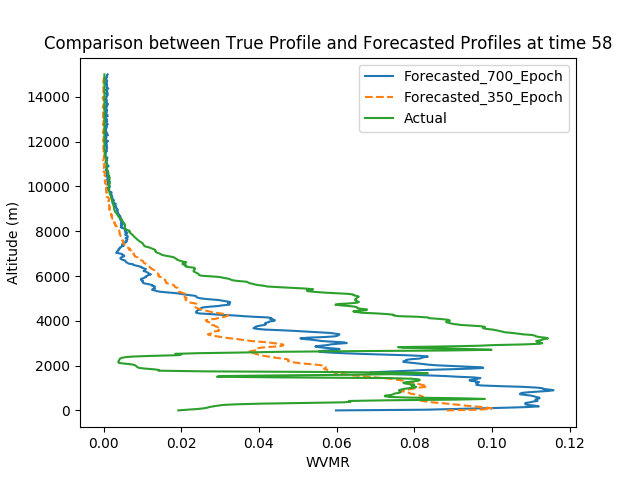 Comparison between True Profile and Forecasted Profiles at time 58
Forecasted_700_Epoch
Forecasted_350_Epoch
Actual
Altitude (m)
14000
12000
10000
8000
6000
4000
2000
0
0.00 0.02 0.04 0.06 0.08 0.10 0.12
WVMR